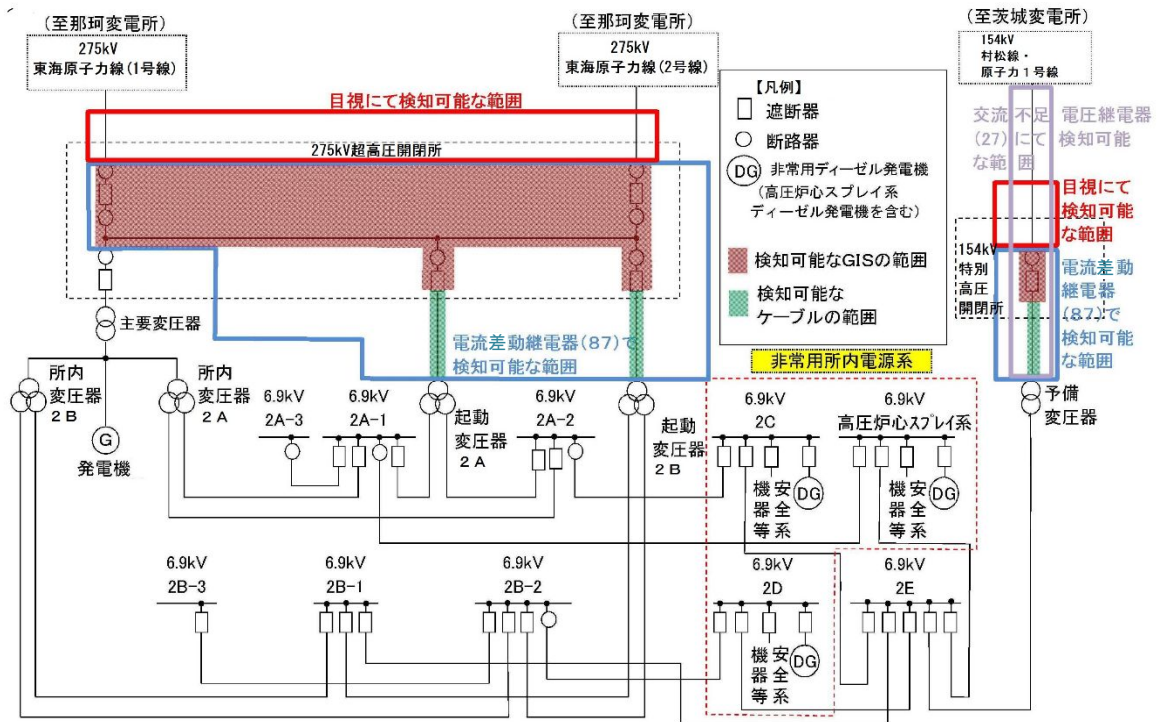 (至那珂変電所)
275kV
東海原子力線(1号線)
(至那珂変電所)
275kV
東海原子力線(2号線)
(至茨城変電所)
154kV
村松線・
原子力1号線
目視にて検知可能な範囲
275kV超高圧開閉所
【凡例】
遮断器
断路器
DG
非常用ディーゼル発電機
(高圧炉心スプレイ系
ディーゼル発電機を含む)
検知可能なGISの範囲
検知可能な
ケーブルの範囲
交流不足電圧継電器
(27)にて検知可能
な範囲
目視にて
検知可能
な範囲
154kV
特別
高圧
開閉所
電流差動
継電器
(87)で
検知可能
な範囲
電流差動継電器(87)で
検知可能な範囲
主要変圧器
所内
変圧器
2B
所内
変圧器
2A
G
発電機
起動
変圧器
2A
起動
変圧器
2B
予備
変圧器
非常用所内電源系
6.9kV
2A-3
6.9kV
2A-1
6.9kV
2A-2
6.9kV
2C
6.9kV
高圧炉心スプレイ系
安全系
機器等
DG
安全系
機器等
DG
6.9kV
2B-3
6.9kV
2B-1
6.9kV
2B-2
6.9kV
2D
6.9kV
2E
安全系
機器等
DG